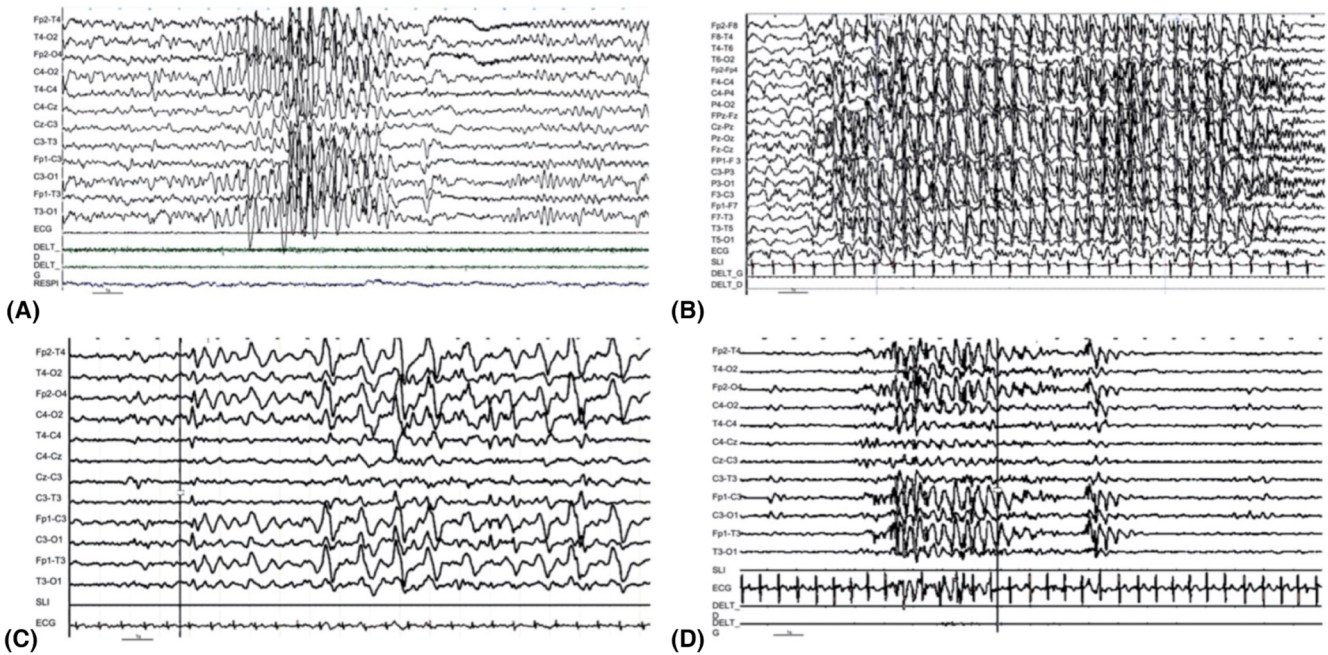 Fp2-T4
T4-O2
Fp2-O4
C4-O2
T4-C4
C4-Cz
Cz-C3
C3-T3
Fp1-C3
C3-O1
Fp1-T3
T3-O1
ECG
DELT_
D
DELT_
G
RESPI
(A)
Fp2-F8
F8-T4
T4-T6
T6-O2
Fp2-Fp4
F4-C4
C4-P4
P4-O2
FPz-Fz
Cz-Pz
Pz-Oz
Fz-Cz
FP1-F 3
C3-P3
P3-O1
F3-C3
Fp1-F7
F7-T3
T3-T5
T5-O1
ECG
SLI
DELT_G
DELT_D
(B)
Fp2-T4
T4-O2
Fp2-O4
C4-O2
T4-C4
C4-Cz
Cz-C3
C3-T3
Fp1-C3
C3-O1
Fp1-T3
T3-O1
SLI
ECG
(C)
Fp2-T4
T4-O2
Fp2-O4
C4-O2
T4-C4
C4-Cz
Cz-C3
C3-T3
Fp1-C3
C3-O1
Fp1-T3
T3-O1
SLI
ECG
DELT_
D
DELT_
G
(D)